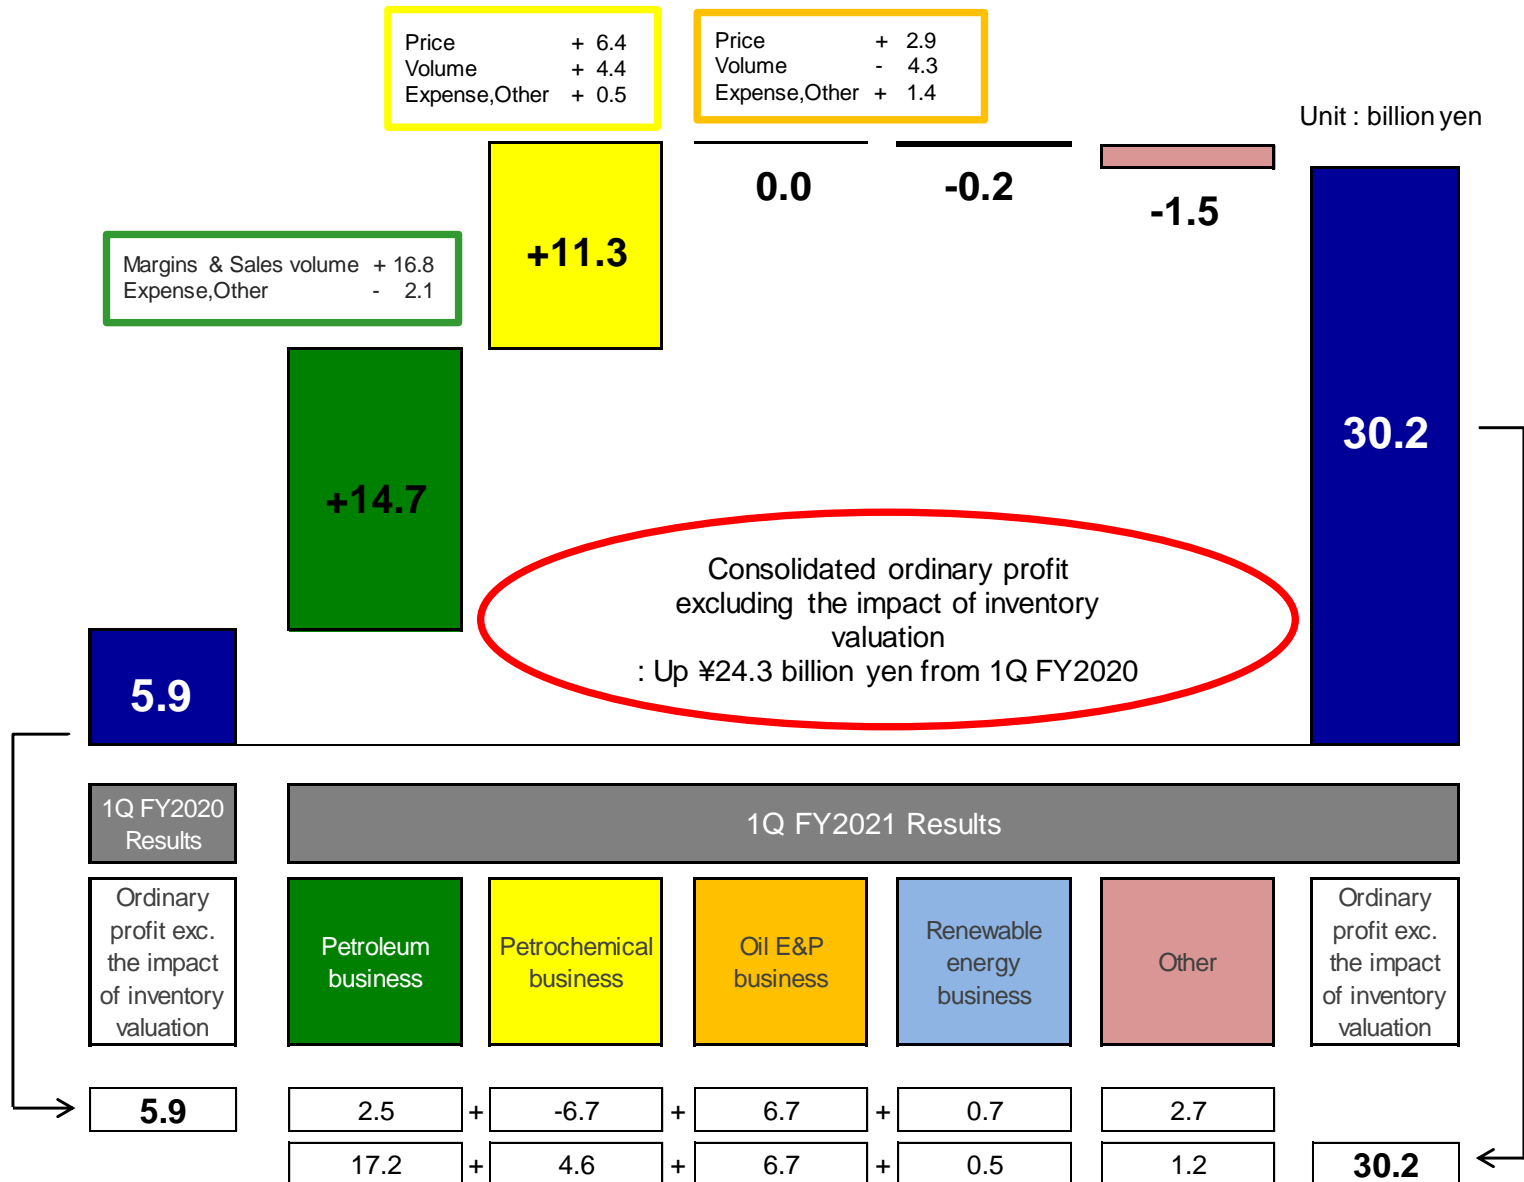 Price + 6.4
Volume + 4.4
Expense,Other + 0.5
Price + 2.9
Volume - 4.3
Expense,Other + 1.4
Unit : billion yen
0.0
-0.2
-1.5
+11.3
Margins & Sales volume + 16.8
Expense,Other - 2.1
30.2
+14.7
Consolidated ordinary profit
excluding the impact of inventory
valuation
: Up ¥24.3 billion yen from 1Q FY2020
5.9
1Q FY2020
Results
1Q FY2021 Results
Ordinary
profit exc.
the impact
of inventory
valuation
Petroleum
business
Petrochemical
business
Oil E&P
business
Renewable
energy
business
Other
Ordinary
profit exc.
the impact
of inventory
valuation
5.9 2.5 + -6.7 + 6.7 + 0.7 2.7
17.2 + 4.6 + 6.7 + 0.5 1.2 30.2